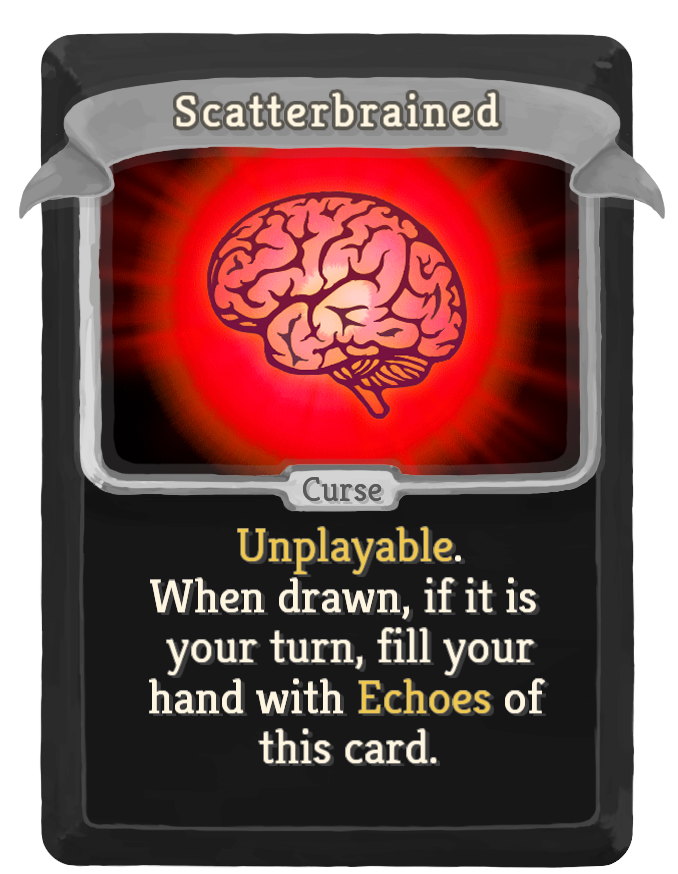 Scatterbrained
Curse
Unplayable.
When drawn, if it is
your turn, fill your
hand with Echoes of
this card.